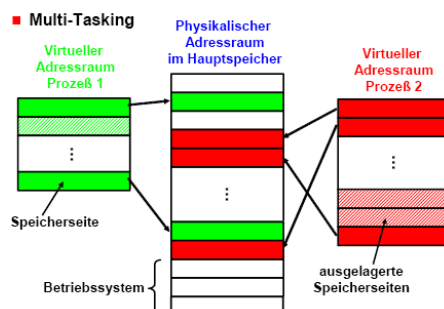 Multi-Tasking
Physikalischer
Adressraum
im Hauptspeicher
Virtueller
Adressraum
Prozeß 1
Virtueller
Adressraum
Prozeß 2
⋮
⋮
⋮
Speicherseite
Betriebssystem
ausgelagerte
Speicherseiten